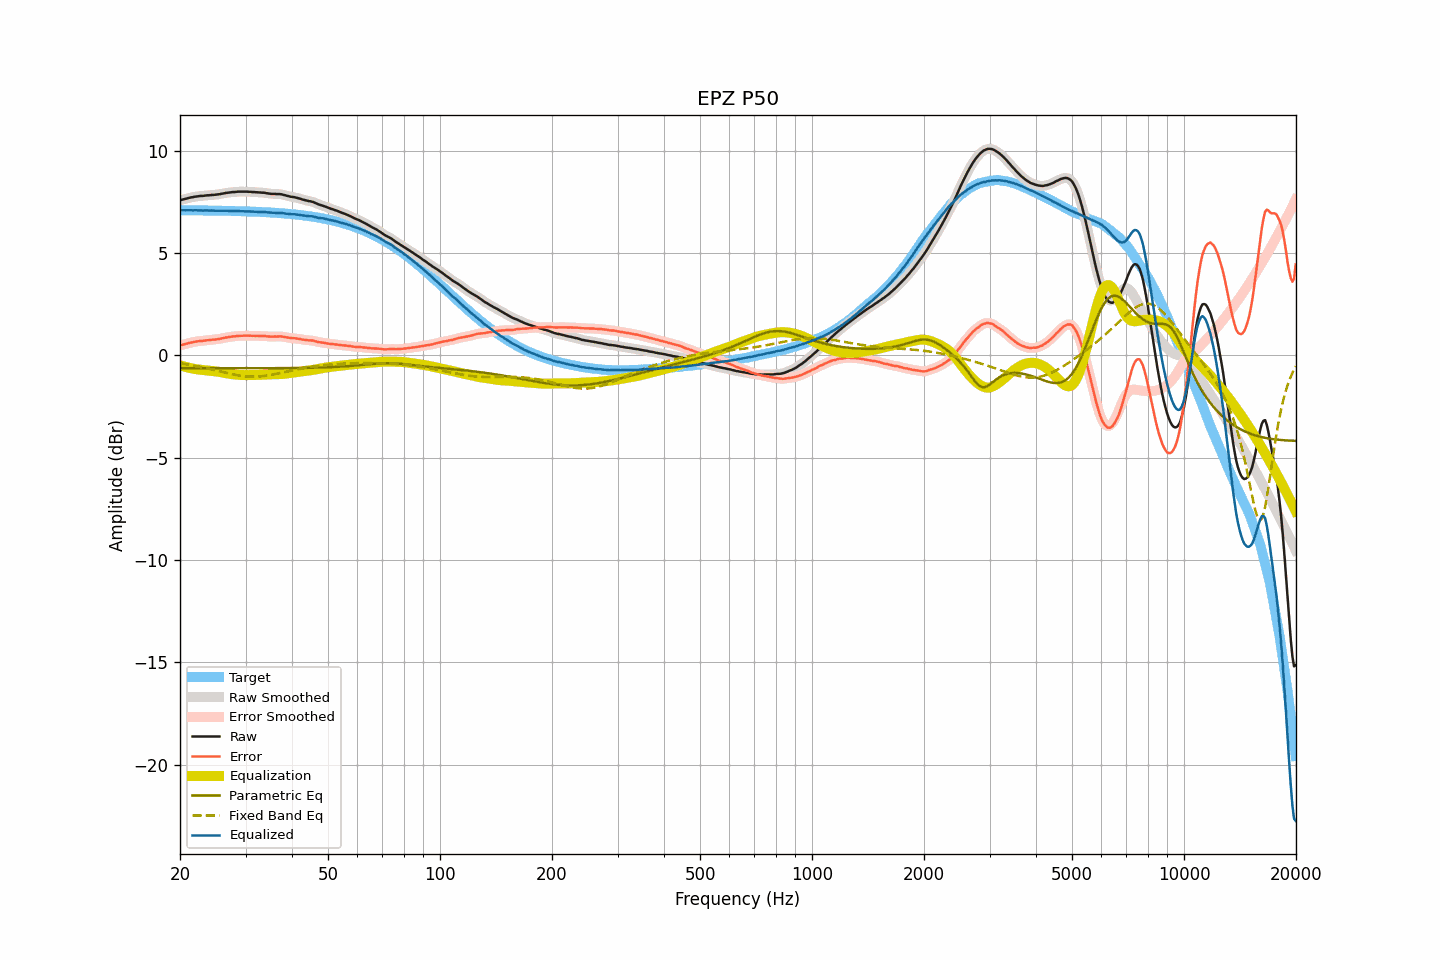 EPZ P50
10
5
0
−5
−10
−15
−20
Amplitude (dBr)
Target
Raw Smoothed
Error Smoothed
Raw
Error
Equalization
Parametric Eq
Fixed Band Eq
Equalized
20 50 100 200 500 1000 2000 5000 10000 20000
Frequency (Hz)